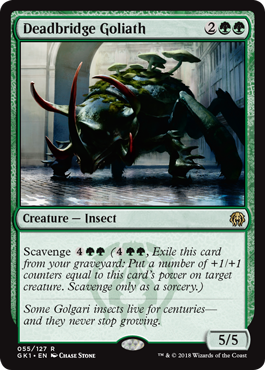 Deadbridge Goliath 2
Creature — Insect
Scavenge 4 (4, Exile this card
from your graveyard: Put a number of +1/+1
counters equal to this card's power on target
creature. Scavenge only as a sorcery.)
Some Golgari insects live for centuries—
and they never stop growing.
5/5
055/127 R
GK1 • EN CHASE STONE
™ & © 2018 Wizards of the Coast